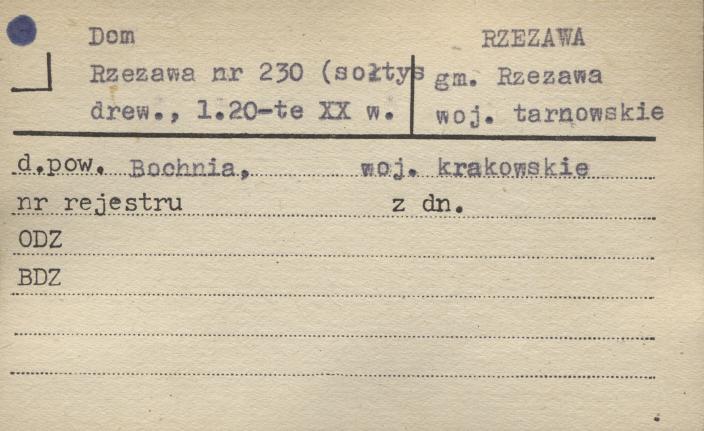 Dom
Rzezawa nr 230 (sołtys
drew., l.20-te XX w.
RZEZAWA
gm. Rzezawa
woj. tarnowskie
d.pow. Bochnia, woj. krakowskie
nr rejestru z dn.
ODZ
BDZ